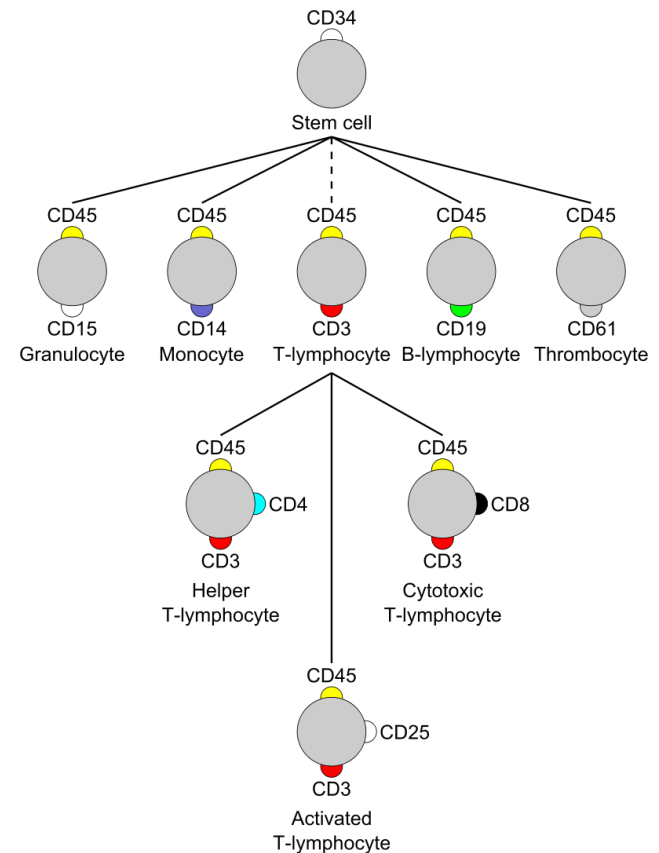 CD34
Stem cell
CD45 CD45 CD45 CD45 CD45
CD15 CD14 CD3 CD19 CD61
Granulocyte Monocyte T-lymphocyte B-lymphocyte Thrombocyte
CD45 CD45
CD4 CD8
CD3 CD3
Helper Cytotoxic
T-lymphocyte T-lymphocyte
CD45
CD25
CD3
Activated
T-lymphocyte